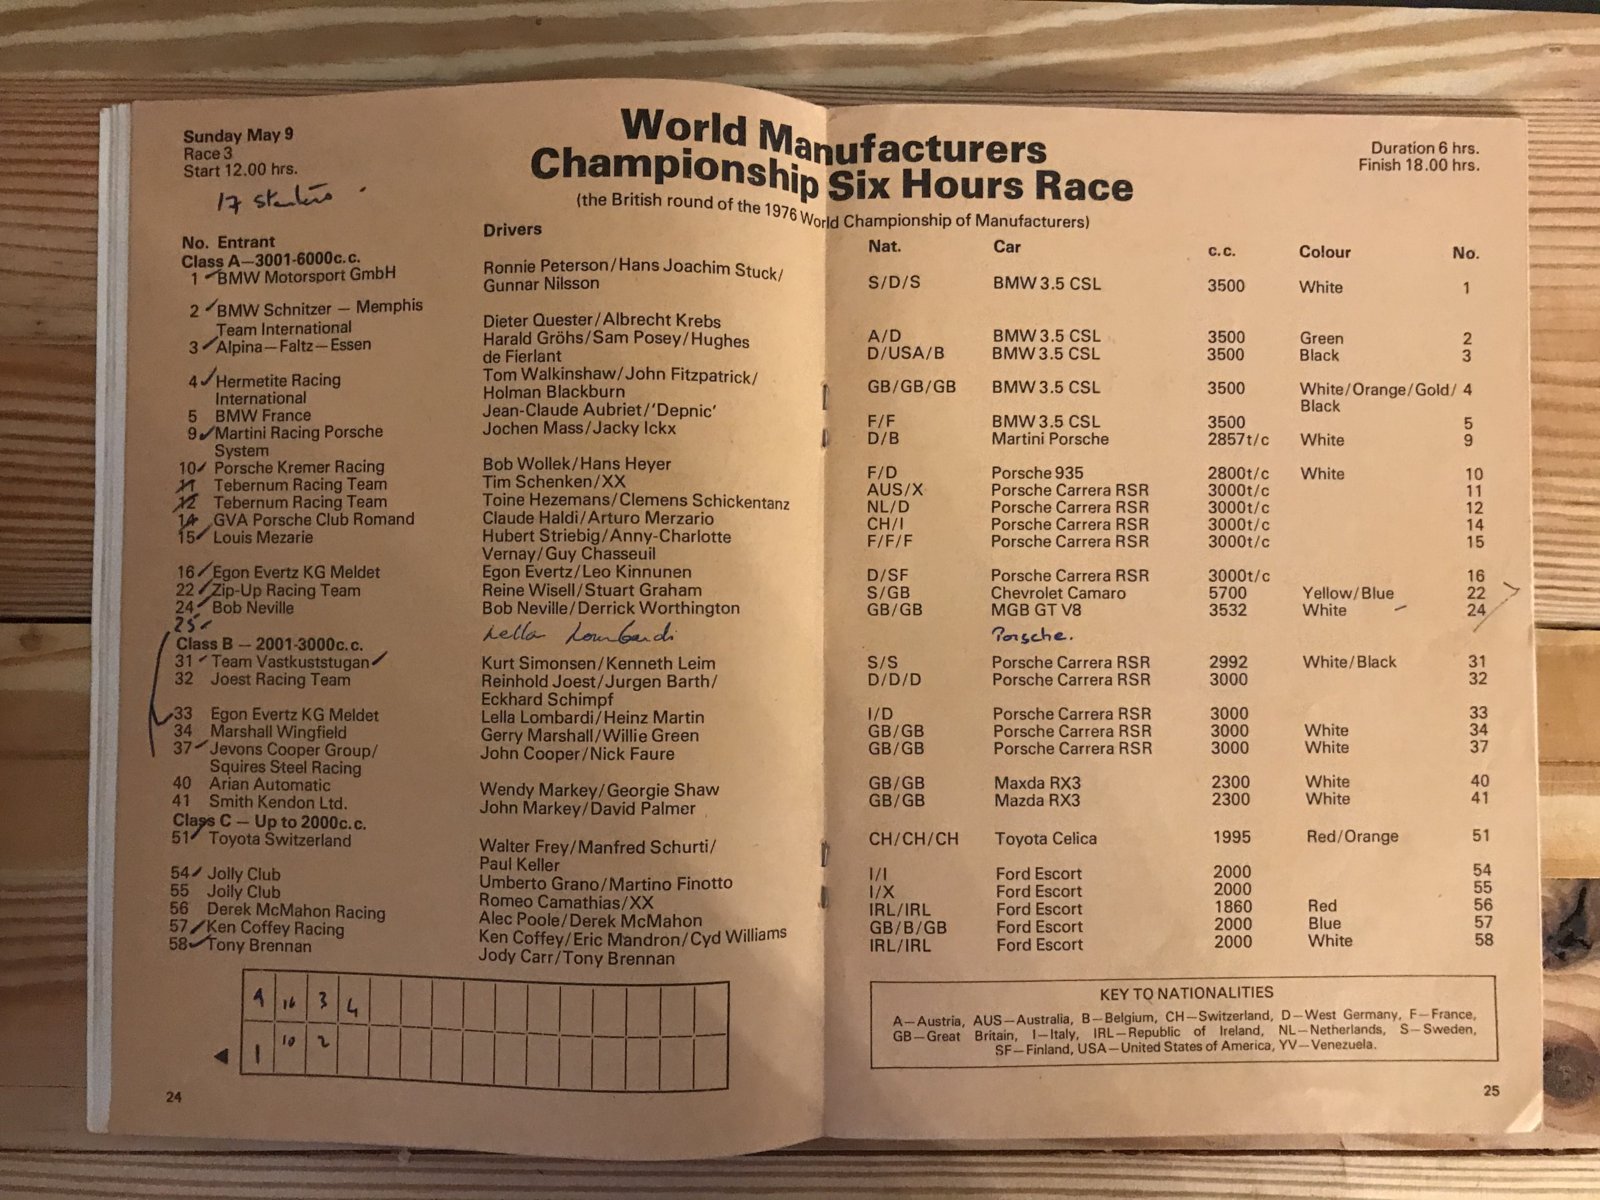 Sunday May 9
Race 3
Start 12.00 hrs.
17 starters
World Manufacturers
Championship Six Hours Race
(the British round of the 1976 World Championship of Manufacturers)
Duration 6 hrs.
Finish 18.00 hrs.
No. Entrant Drivers Nat. Car c.c. Colour No.
Class A—3001-6000c.c.
1 BMW Motorsport GmbH Ronnie Peterson/Hans Joachim Stuck/ S/D/S BMW 3.5 CSL 3500 White 1
Gunnar Nilsson
2 BMW Schnitzer — Memphis Dieter Quester/Albrecht Krebs A/D BMW 3.5 CSL 3500 Green 2
Team International
3 Alpina—Faltz—Essen Harald Gröhs/Sam Posey/Hughes D/USA/B BMW 3.5 CSL 3500 Black 3
de Fierlant
4 Hermetite Racing Tom Walkinshaw/John Fitzpatrick/ GB/GB/GB BMW 3.5 CSL 3500 White/Orange/Gold/ 4
International Holman Blackburn Black
5 BMW France Jean-Claude Aubriet/'Depnic' F/F BMW 3.5 CSL 3500 5
9 Martini Racing Porsche Jochen Mass/Jacky Ickx D/B Martini Porsche 2857t/c White 9
System
10 Porsche Kremer Racing Bob Wollek/Hans Heyer F/D Porsche 935 2800t/c White 10
11 Tebernum Racing Team Tim Schenken/XX AUS/X Porsche Carrera RSR 3000t/c 11
12 Tebernum Racing Team Toine Hezemans/Clemens Schickentanz NL/D Porsche Carrera RSR 3000t/c 12
14 GVA Porsche Club Romand Claude Haldi/Arturo Merzario CH/I Porsche Carrera RSR 3000t/c 14
15 Louis Mezarie Hubert Striebig/Anny-Charlotte F/F/F Porsche Carrera RSR 3000t/c 15
Vernay/Guy Chasseuil
16 Egon Evertz KG Meldet Egon Evertz/Leo Kinnunen D/SF Porsche Carrera RSR 3000t/c 16
22 Zip-Up Racing Team Reine Wisell/Stuart Graham S/GB Chevrolet Camaro 5700 Yellow/Blue 22
24 Bob Neville Bob Neville/Derrick Worthington GB/GB MGB GT V8 3532 White 24
25 Lella Lombardi Porsche.
Class B — 2001-3000c.c.
31 Team Vastkuststugan Kurt Simonsen/Kenneth Leim S/S Porsche Carrera RSR 2992 White/Black 31
32 Joest Racing Team Reinhold Joest/Jurgen Barth/ D/D/D Porsche Carrera RSR 3000 32
Eckhard Schimpf
33 Egon Evertz KG Meldet Lella Lombardi/Heinz Martin I/D Porsche Carrera RSR 3000 33
34 Marshall Wingfield Gerry Marshall/Willie Green GB/GB Porsche Carrera RSR 3000 White 34
37 Jevons Cooper Group/ John Cooper/Nick Faure GB/GB Porsche Carrera RSR 3000 White 37
Squires Steel Racing
40 Arian Automatic Wendy Markey/Georgie Shaw GB/GB Maxda RX3 2300 White 40
41 Smith Kendon Ltd. John Markey/David Palmer GB/GB Mazda RX3 2300 White 41
Class C — Up to 2000c.c.
51 Toyota Switzerland Walter Frey/Manfred Schurti/ CH/CH/CH Toyota Celica 1995 Red/Orange 51
Paul Keller
54 Jolly Club Umberto Grano/Martino Finotto I/I Ford Escort 2000 54
55 Jolly Club Romeo Camathias/XX I/X Ford Escort 2000 55
56 Derek McMahon Racing Alec Poole/Derek McMahon IRL/IRL Ford Escort 1860 Red 56
57 Ken Coffey Racing Ken Coffey/Eric Mandron/Cyd Williams GB/B/GB Ford Escort 2000 Blue 57
58 Tony Brennan Jody Carr/Tony Brennan IRL/IRL Ford Escort 2000 White 58
9 16 3 4
1 10 2
KEY TO NATIONALITIES
A—Austria, AUS—Australia, B—Belgium, CH—Switzerland, D—West Germany, F—France,
GB—Great Britain, I—Italy, IRL—Republic of Ireland, NL—Netherlands, S—Sweden,
SF—Finland, USA—United States of America, YV—Venezuela.
24
25